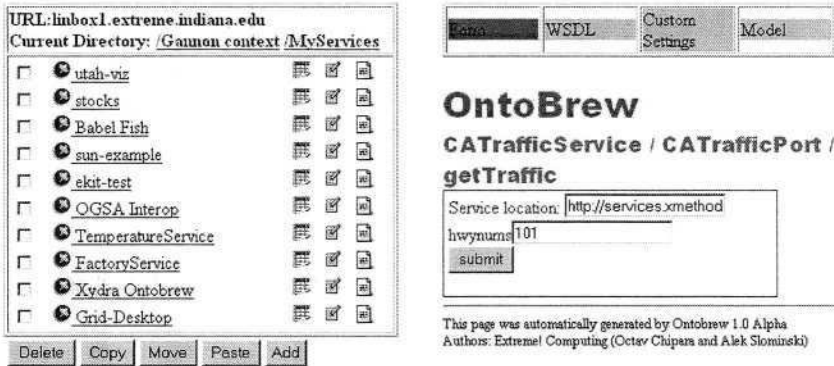 URL:linbox1.extreme.indiana.edu
Current Directory: /Gannon context /MyServices
utah-viz
stocks
Babel Fish
sun-example
ekit-test
OGSA Interop
TemperatureService
FactoryService
Xydra Ontobrew
Grid-Desktop
Delete Copy Move Paste Add
Form WSDL Custom Settings Model
OntoBrew
CATrafficService / CATrafficPort /
getTraffic
Service location: http://services.xmethod
hwynums 101
submit
This page was automatically generated by Ontobrew 1.0 Alpha
Authors: Extreme! Computing (Octav Chipara and Alek Slominski)